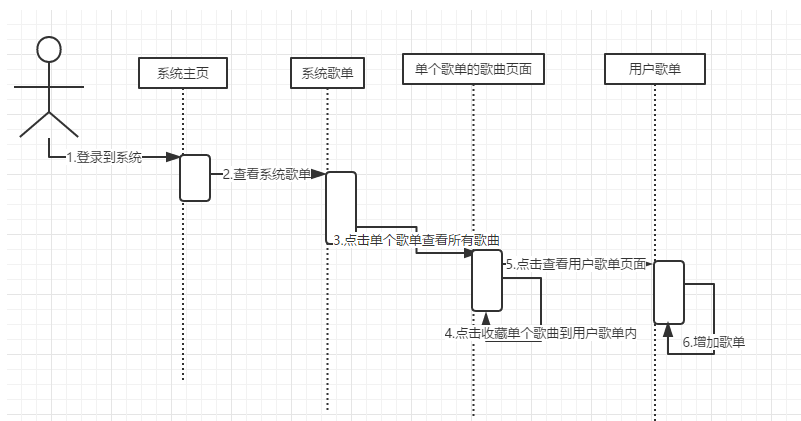 系统主页
系统歌单
单个歌单的歌曲页面
用户歌单
1.登录到系统
2.查看系统歌单
3.点击单个歌单查看所有歌曲
5.点击查看用户歌单页面
4.点击收藏单个歌曲到用户歌单内
6.增加歌单